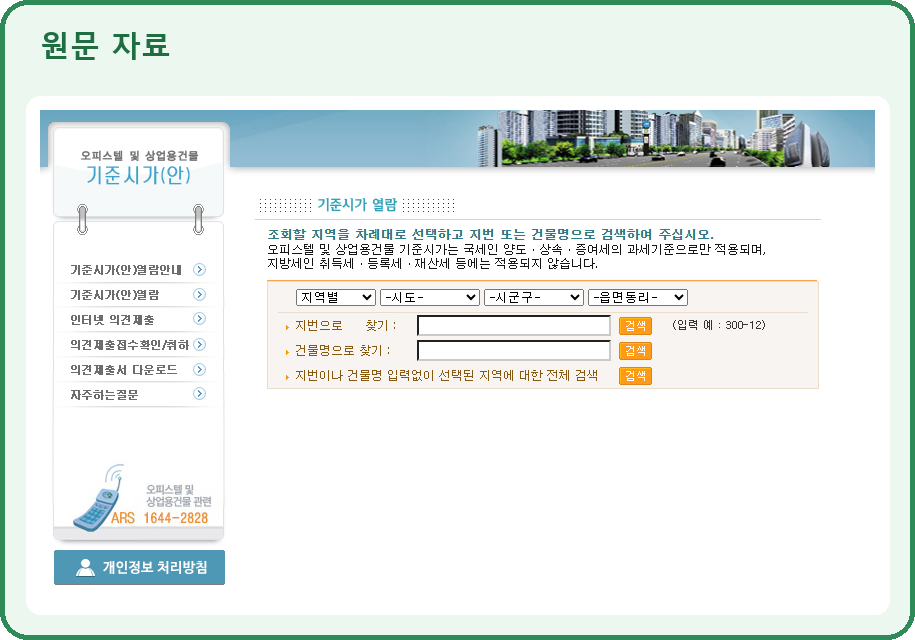 원문 자료
오피스텔 및 상업용건물
기준시가(안)
기준시가(안)열람안내
기준시가(안)열람
인터넷 의견제출
의견제출접수확인/취하
의견제출서 다운로드
자주하는질문
오피스텔 및
상업용건물 관련
ARS 1644-2828
개인정보 처리방침
기준시가 열람
조회할 지역을 차례대로 선택하고 지번 또는 건물명으로 검색하여 주십시오.
오피스텔 및 상업용건물 기준시가는 국세인 양도 · 상속 · 증여세의 과세기준으로만 적용되며,
지방세인 취득세 · 등록세 · 재산세 등에는 적용되지 않습니다.
지역별 -시도- -시군구- -읍면동리-
지번으로 찾기 : 검색 (입력 예 : 300-12)
건물명으로 찾기 : 검색
지번이나 건물명 입력없이 선택된 지역에 대한 전체 검색 검색